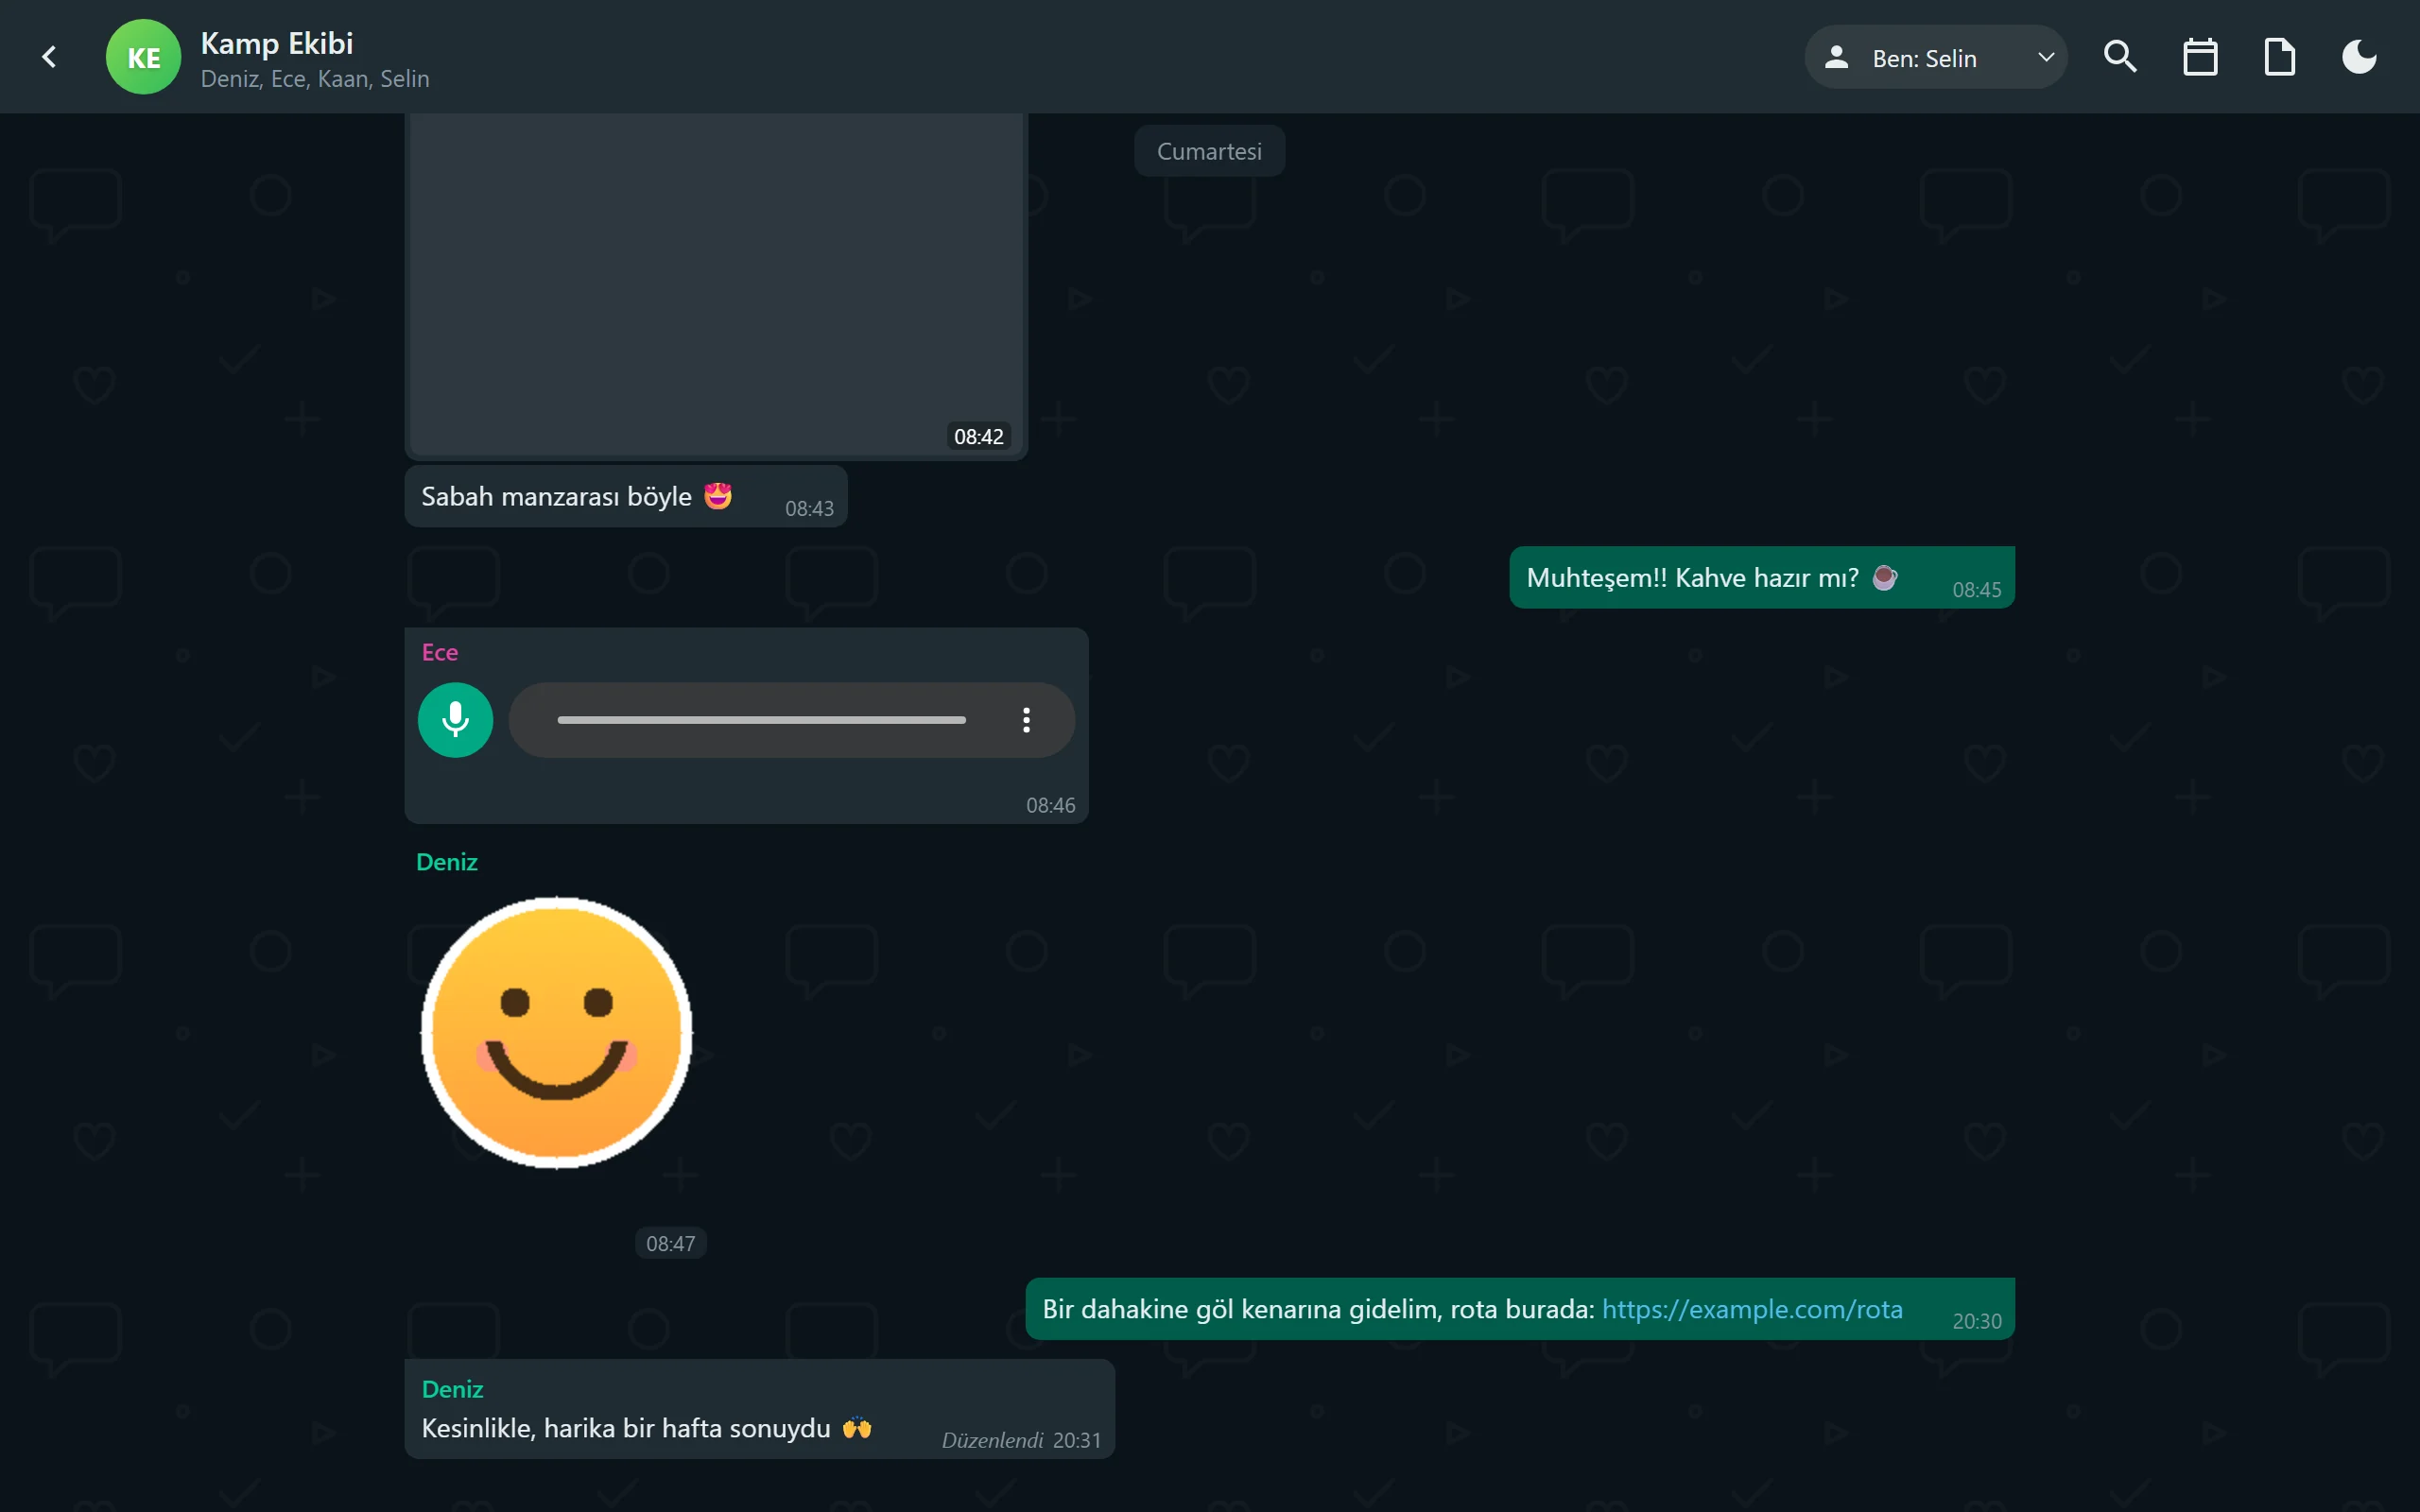 KE
Kamp Ekibi
Deniz, Ece, Kaan, Selin
Ben: Selin
Cumartesi
08:42
Sabah manzarası böyle 😍 08:43
Muhteşem!! Kahve hazır mı? ☕ 08:45
Ece
08:46
Deniz
08:47
Bir dahakine göl kenarına gidelim, rota burada: https://example.com/rota 20:30
Deniz
Kesinlikle, harika bir hafta sonuydu 🙌 Düzenlendi 20:31